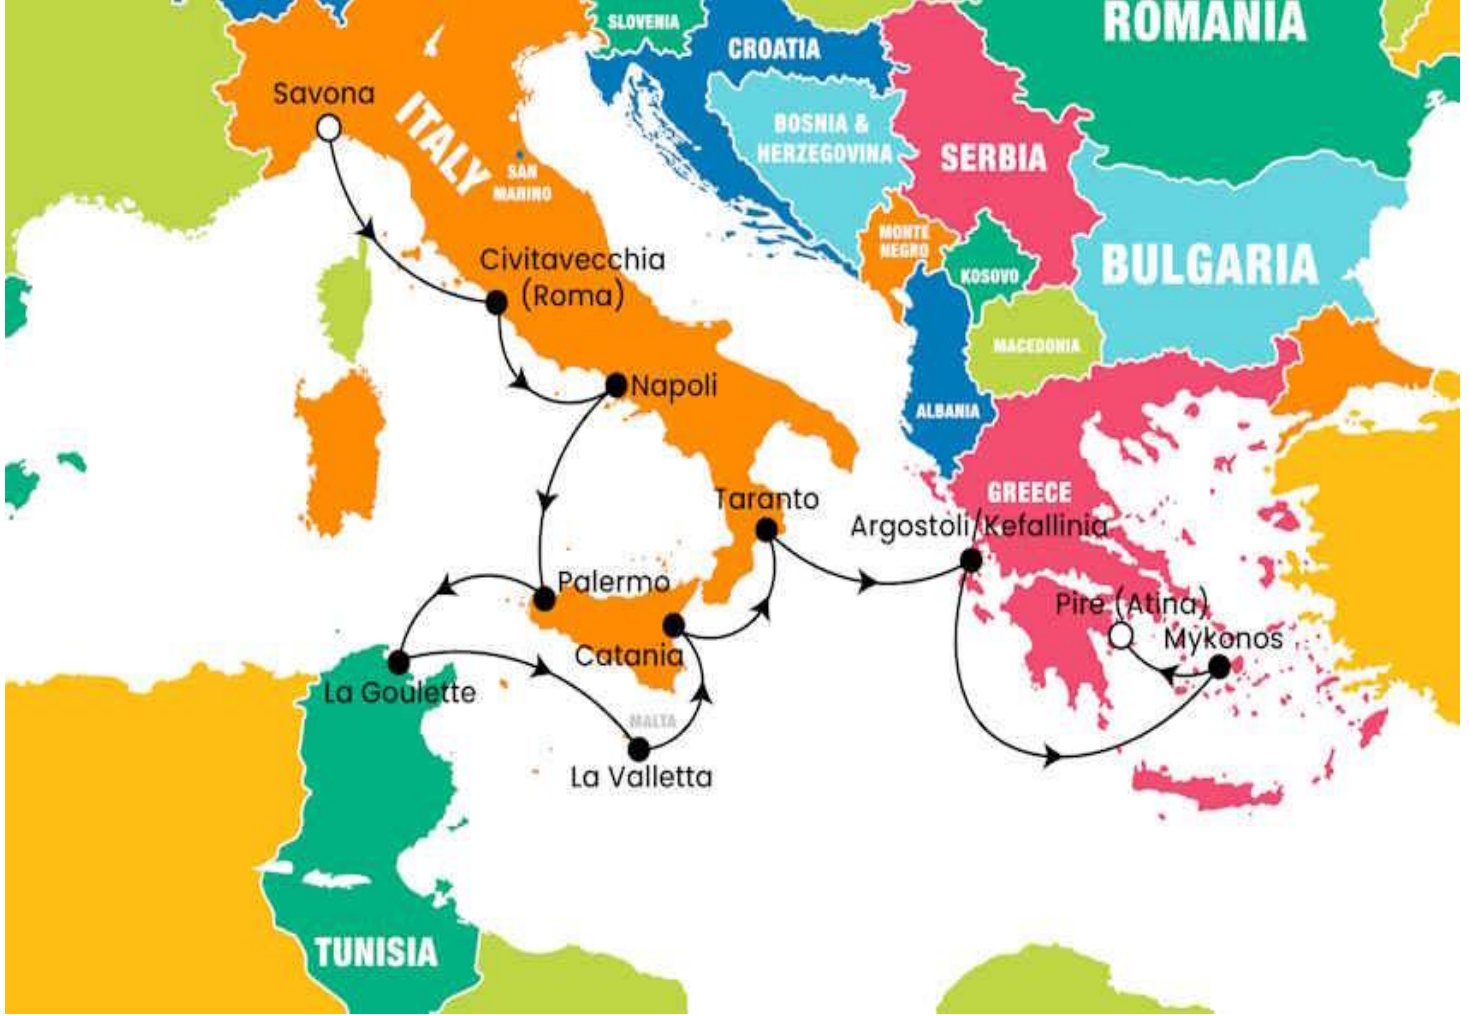 SLOVENIA
CROATIA
ROMANIA
Savona
ITALY
BOSNIA &
HERZEGOVINA
SERBIA
SAN
MARINO
MONTE
NEGRO
KOSOVO
BULGARIA
Civitavecchia
(Roma)
MACEDONIA
Napoli
ALBANIA
GREECE
Taranto
Argostoli/Kefallinia
Palermo
Pire (Atina)
Mykonos
Catania
La Goulette
MALTA
La Valletta
TUNISIA